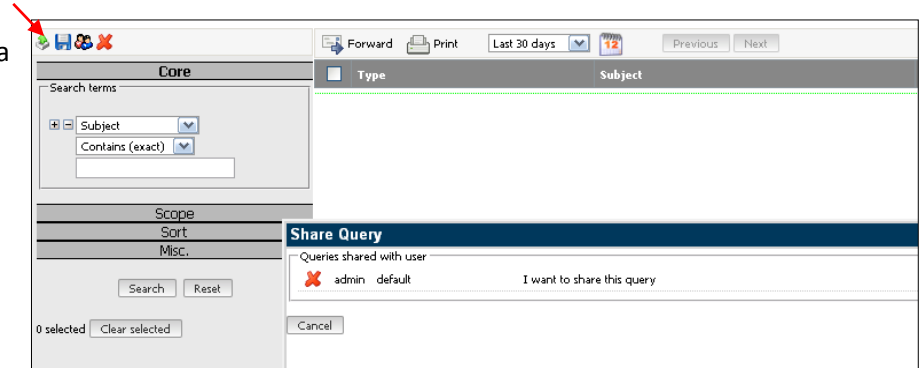 a
Forward Print Last 30 days 12 Previous Next
Core
Type Subject
Search terms
Subject
Contains (exact)
Scope
Sort
Misc.
Search Reset
0 selected Clear selected
Share Query
Queries shared with user
admin default I want to share this query
Cancel